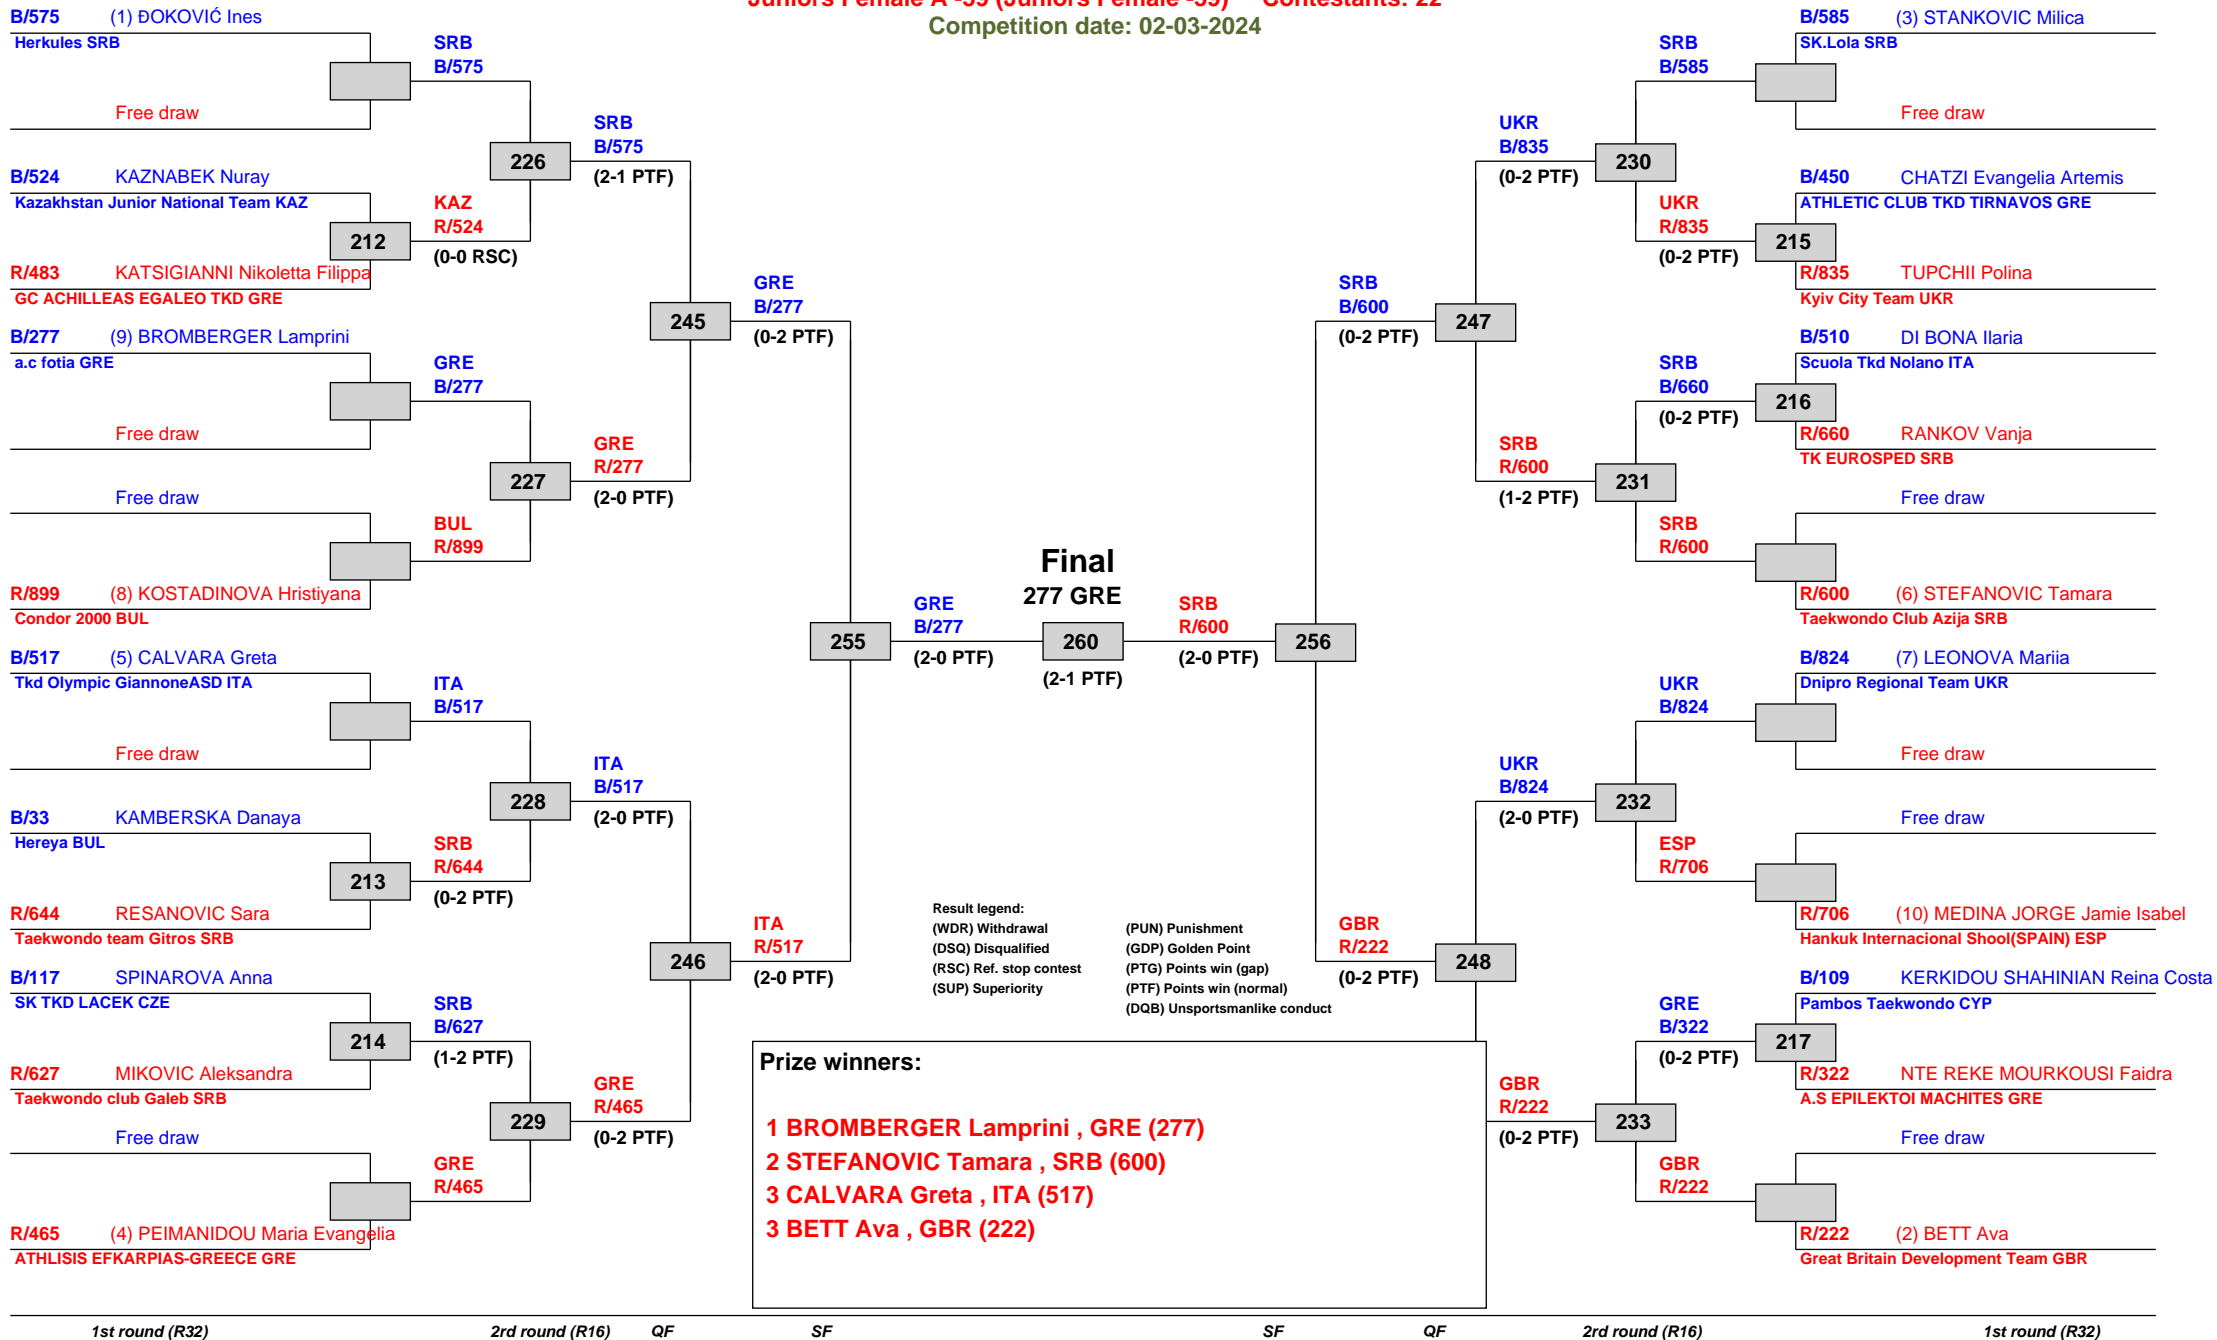 Juniors Female A -59 (Juniors Female -59) Contestants: 22
Competition date: 02-03-2024
B/575 (1) ĐOKOVIĆ Ines
Herkules SRB
Free draw
B/524 KAZNABEK Nuray
Kazakhstan Junior National Team KAZ
212
R/483 KATSIGIANNI Nikoletta Filippa
GC ACHILLEAS EGALEO TKD GRE
B/277 (9) BROMBERGER Lamprini
a.c fotia GRE
Free draw
Free draw
R/899 (8) KOSTADINOVA Hristiyana
Condor 2000 BUL
B/517 (5) CALVARA Greta
Tkd Olympic GiannoneASD ITA
Free draw
B/33 KAMBERSKA Danaya
Hereya BUL
213
R/644 RESANOVIC Sara
Taekwondo team Gitros SRB
B/117 SPINAROVA Anna
SK TKD LACEK CZE
214
R/627 MIKOVIC Aleksandra
Taekwondo club Galeb SRB
Free draw
R/465 (4) PEIMANIDOU Maria Evangelia
ATHLISIS EFKARPIAS-GREECE GRE
SRB
B/575
226
KAZ
R/524
(0-0 RSC)
GRE
B/277
227
BUL
R/899
ITA
B/517
228
SRB
R/644
(0-2 PTF)
SRB
B/627
(1-2 PTF)
229
GRE
R/465
SRB
B/575
(2-1 PTF)
245
GRE
R/277
(2-0 PTF)
ITA
B/517
(2-0 PTF)
246
GRE
R/465
(0-2 PTF)
GRE
B/277
(0-2 PTF)
255
ITA
R/517
(2-0 PTF)
GRE
B/277
(2-0 PTF)
Final
277 GRE
260
(2-1 PTF)
SRB
R/600
(2-0 PTF)
256
SRB
B/600
(0-2 PTF)
GBR
R/222
(0-2 PTF)
247
248
UKR
B/835
(0-2 PTF)
SRB
R/600
(1-2 PTF)
UKR
B/824
(2-0 PTF)
GBR
R/222
(0-2 PTF)
230
231
232
233
SRB
B/585
UKR
R/835
(0-2 PTF)
SRB
B/660
(0-2 PTF)
SRB
R/600
UKR
B/824
ESP
R/706
GRE
B/322
(0-2 PTF)
GBR
R/222
B/585 (3) STANKOVIC Milica
SK.Lola SRB
Free draw
B/450 CHATZI Evangelia Artemis
ATHLETIC CLUB TKD TIRNAVOS GRE
215
R/835 TUPCHII Polina
Kyiv City Team UKR
B/510 DI BONA Ilaria
Scuola Tkd Nolano ITA
216
R/660 RANKOV Vanja
TK EUROSPED SRB
Free draw
R/600 (6) STEFANOVIC Tamara
Taekwondo Club Azija SRB
B/824 (7) LEONOVA Mariia
Dnipro Regional Team UKR
Free draw
Free draw
R/706 (10) MEDINA JORGE Jamie Isabel
Hankuk Internacional Shool(SPAIN) ESP
B/109 KERKIDOU SHAHINIAN Reina Costa
Pambos Taekwondo CYP
217
R/322 NTE REKE MOURKOUSI Faidra
A.S EPILEKTOI MACHITES GRE
Free draw
R/222 (2) BETT Ava
Great Britain Development Team GBR
Result legend:
(WDR) Withdrawal
(DSQ) Disqualified
(RSC) Ref. stop contest
(SUP) Superiority
(PUN) Punishment
(GDP) Golden Point
(PTG) Points win (gap)
(PTF) Points win (normal)
(DQB) Unsportsmanlike conduct
Prize winners:
1 BROMBERGER Lamprini , GRE (277)
2 STEFANOVIC Tamara , SRB (600)
3 CALVARA Greta , ITA (517)
3 BETT Ava , GBR (222)
1st round (R32) 2rd round (R16) QF SF SF QF 2rd round (R16) 1st round (R32)